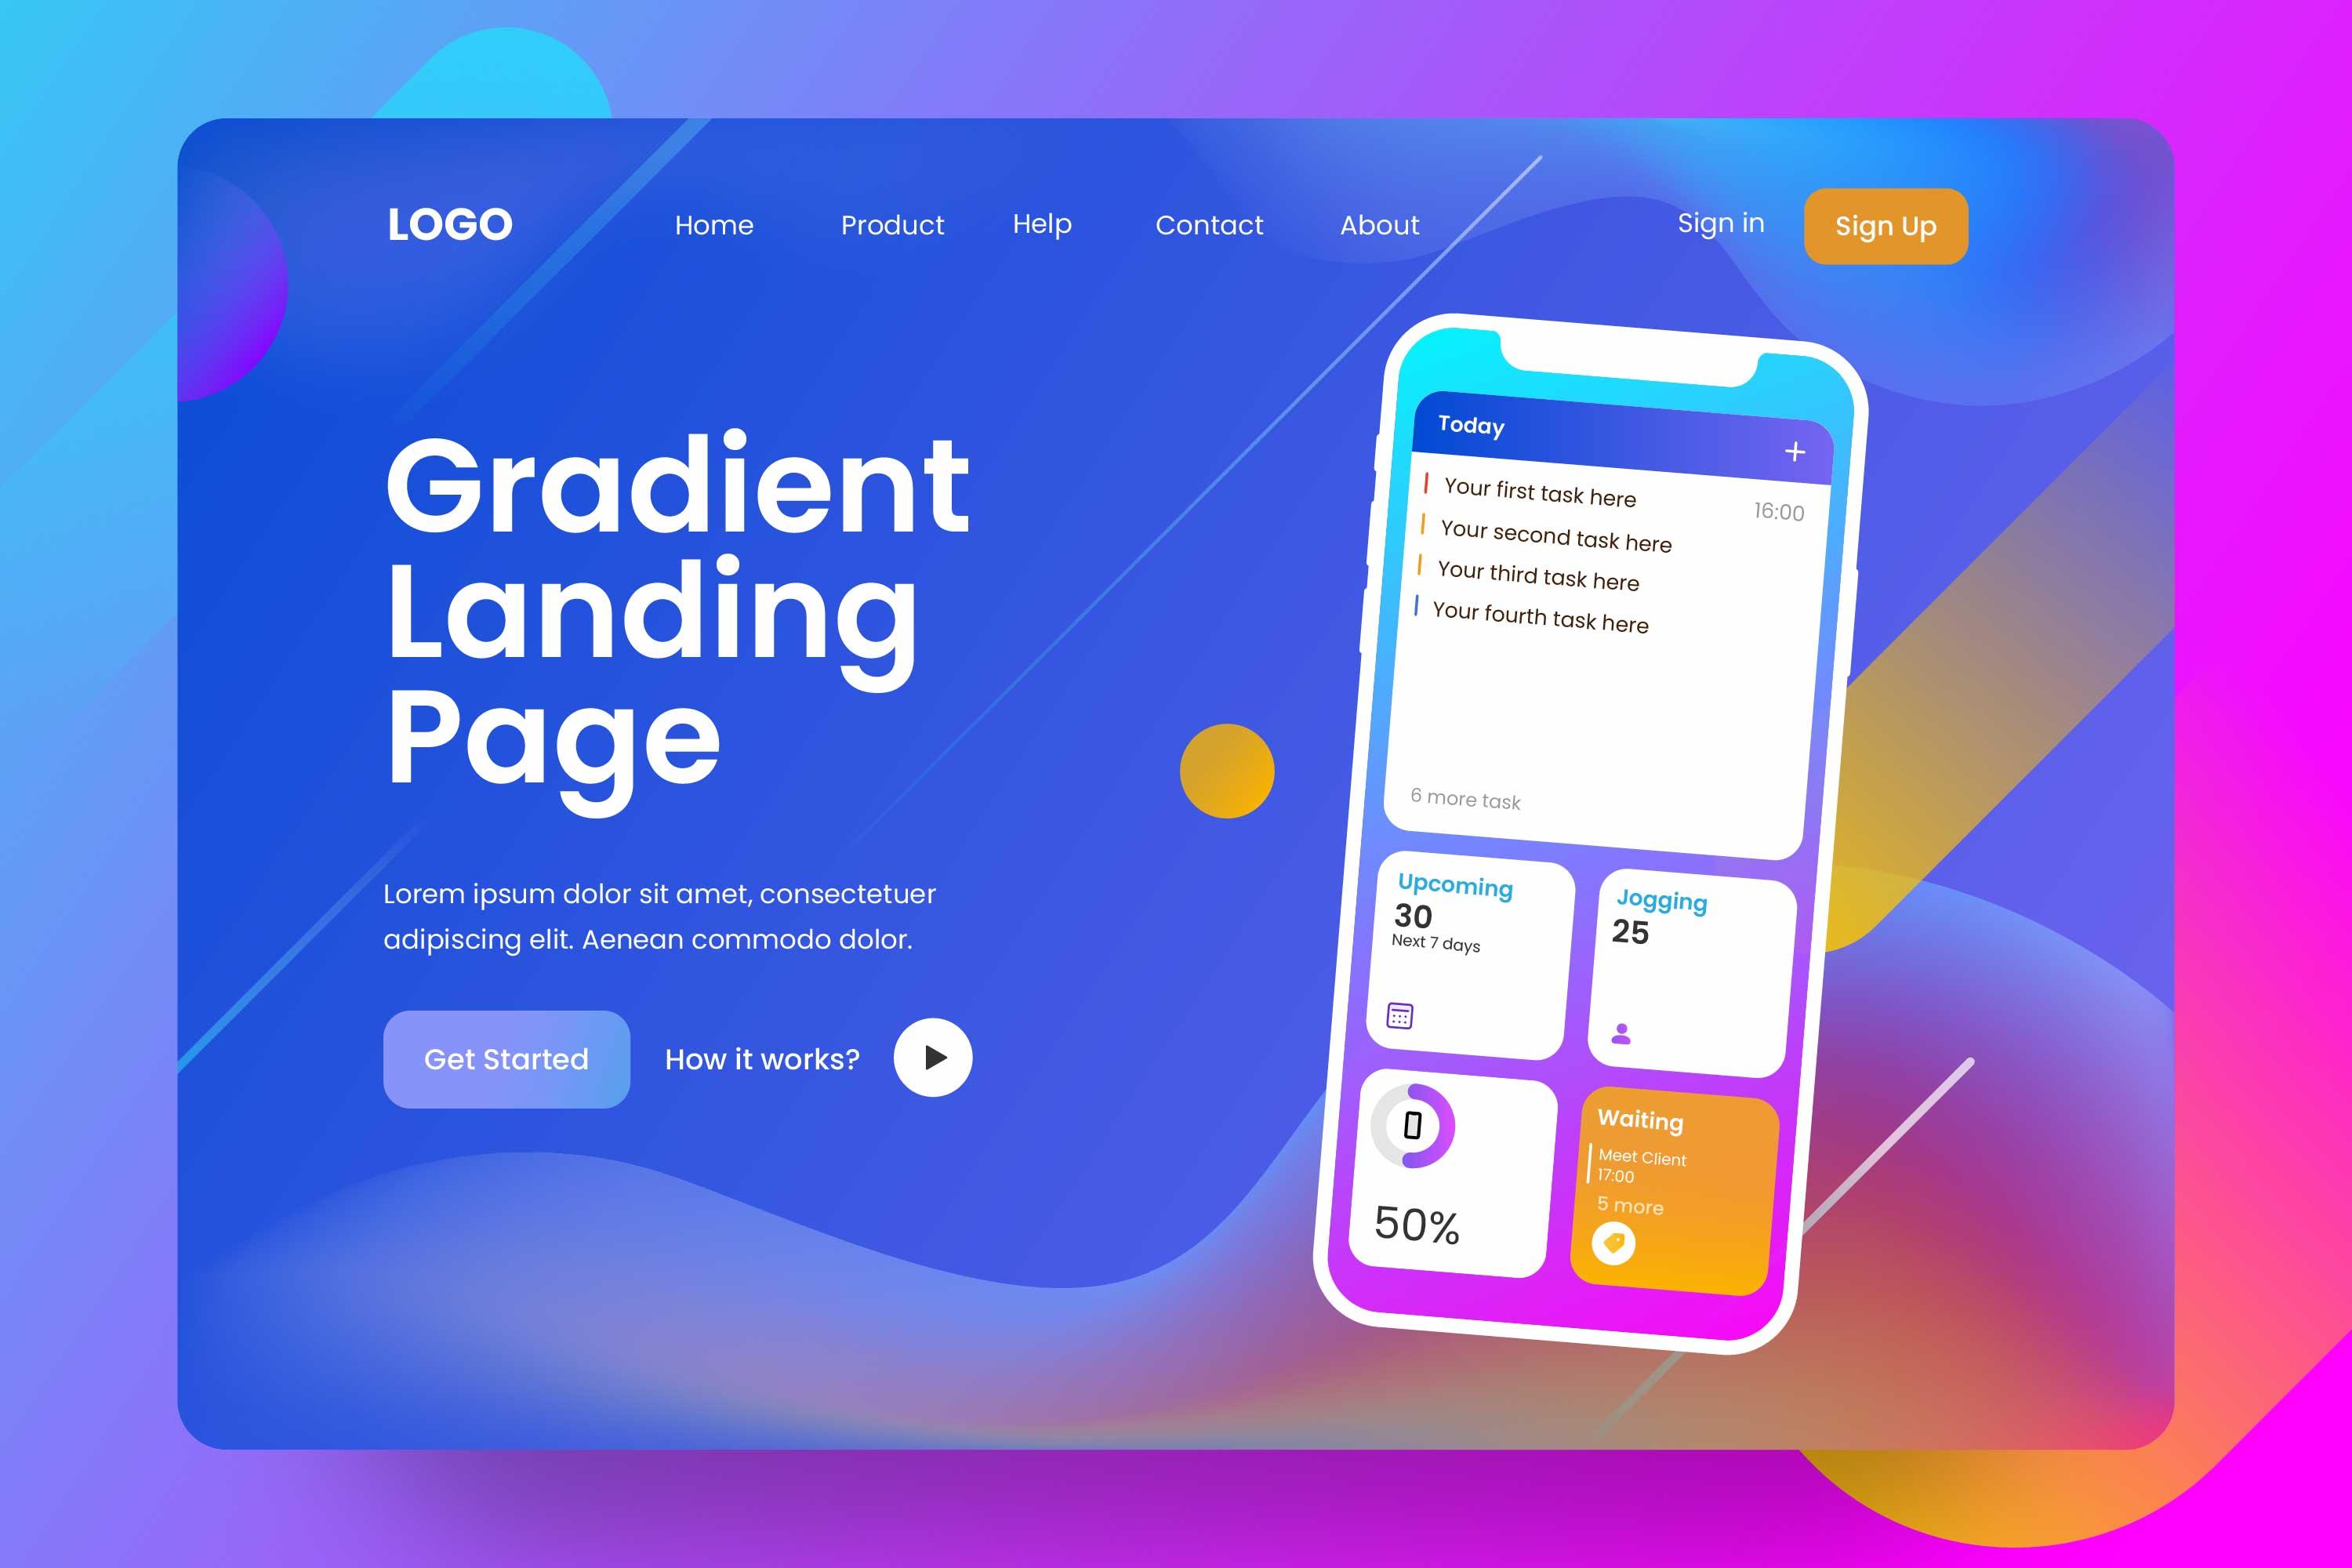 LOGO
Home
Product
Help
Contact
About
Sign in
Sign Up
Gradient
Landing
Page
Lorem ipsum dolor sit amet, consectetuer
adipiscing elit. Aenean commodo dolor.
Get Started
How it works?
Today
Your first task here
16:00
Your second task here
Your third task here
Your fourth task here
6 more task
Upcoming
30
Next 7 days
Jogging
25
50%
Waiting
Meet Client
17:00
5 more